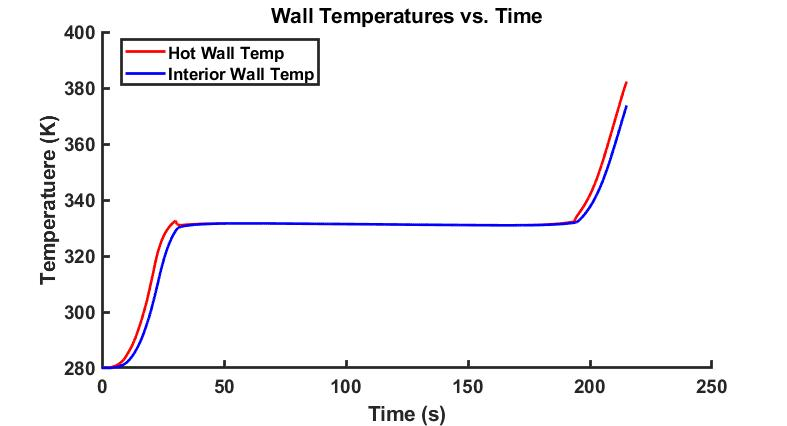 Wall Temperatures vs. Time
Hot Wall Temp
Interior Wall Temp
Temperatuere (K)
400
380
360
340
320
300
280
0 50 100 150 200 250
Time (s)